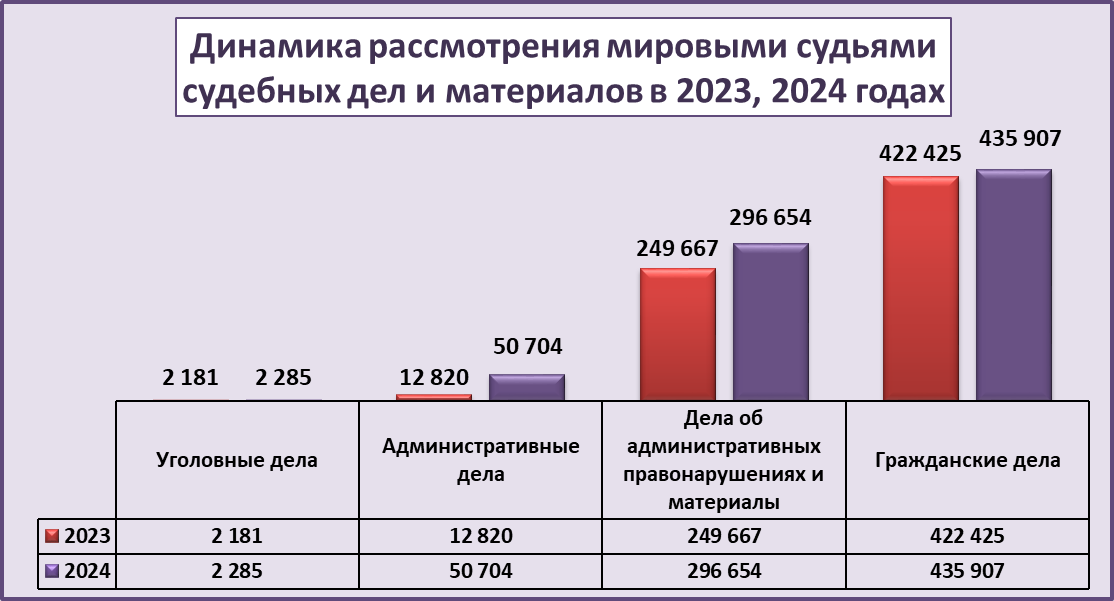 Динамика рассмотрения мировыми судьями
судебных дел и материалов в 2023, 2024 годах
2 181
2 285
12 820
50 704
249 667
296 654
422 425
435 907
Уголовные дела
Административные
дела
Дела об
административных
правонарушениях и
материалы
Гражданские дела
2023 2 181 12 820 249 667 422 425
2024 2 285 50 704 296 654 435 907